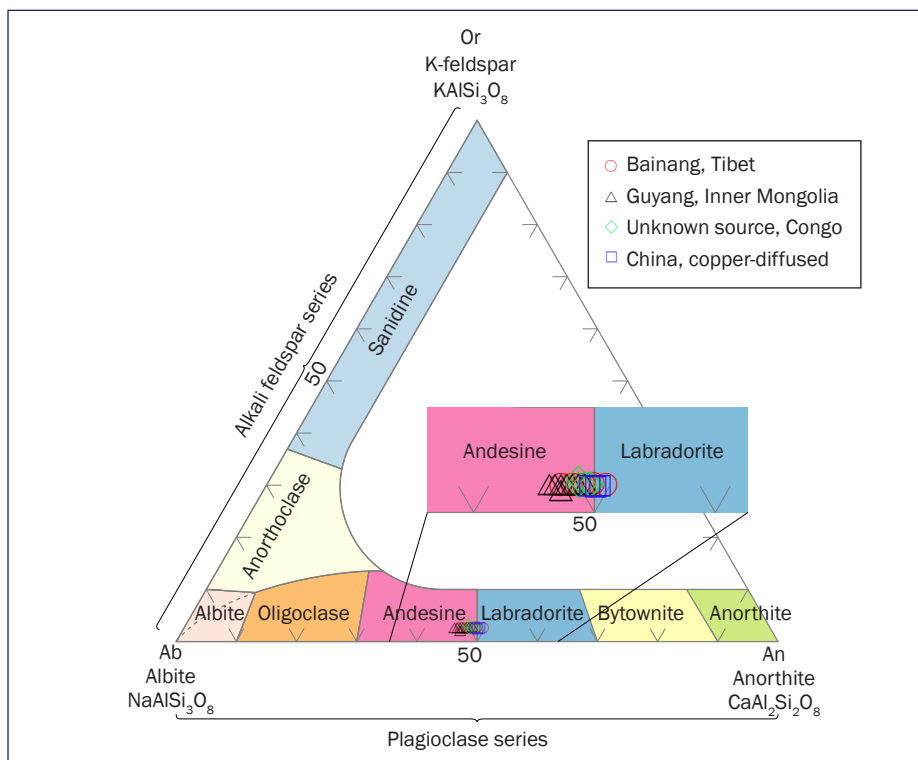 Or
K-feldspar
KAlSi₃O₈
Bainang, Tibet
Guyang, Inner Mongolia
Unknown source, Congo
China, copper-diffused
Alkali feldspar series
50
Sanidine
Anorthoclase
Andesine
Labradorite
50
Albite
Oligoclase
Andesine
Labradorite
Bytownite
Anorthite
50
Ab
Albite
NaAlSi₃O₈
An
Anorthite
CaAl₂Si₂O₈
Plagioclase series